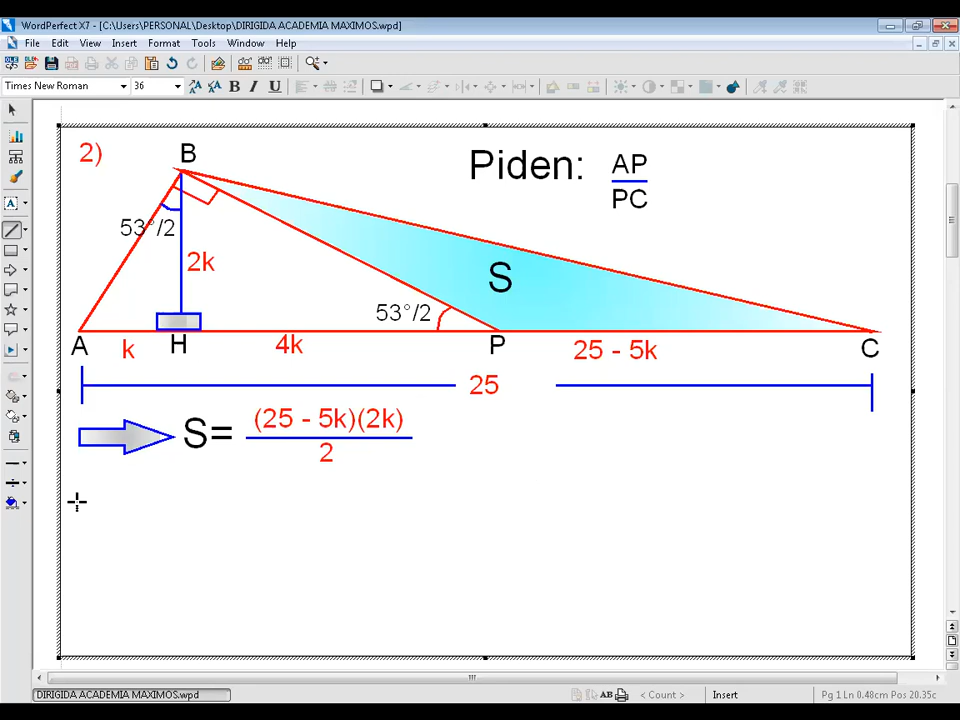 WordPerfect X7 - [C:\Users\PERSONAL\Desktop\DIRIGIDA ACADEMIA MAXIMOS.wpd]
File Edit View Insert Format Tools Window Help
Times New Roman 36
2)
B
Piden: AP
PC
53°/2
2k
S
53°/2
A k H 4k P 25 - 5k C
25
S= (25 - 5k)(2k)
2
DIRIGIDA ACADEMIA MAXIMOS.wpd
AB < Count > Insert Pg 1 Ln 0.48cm Pos 20.35c